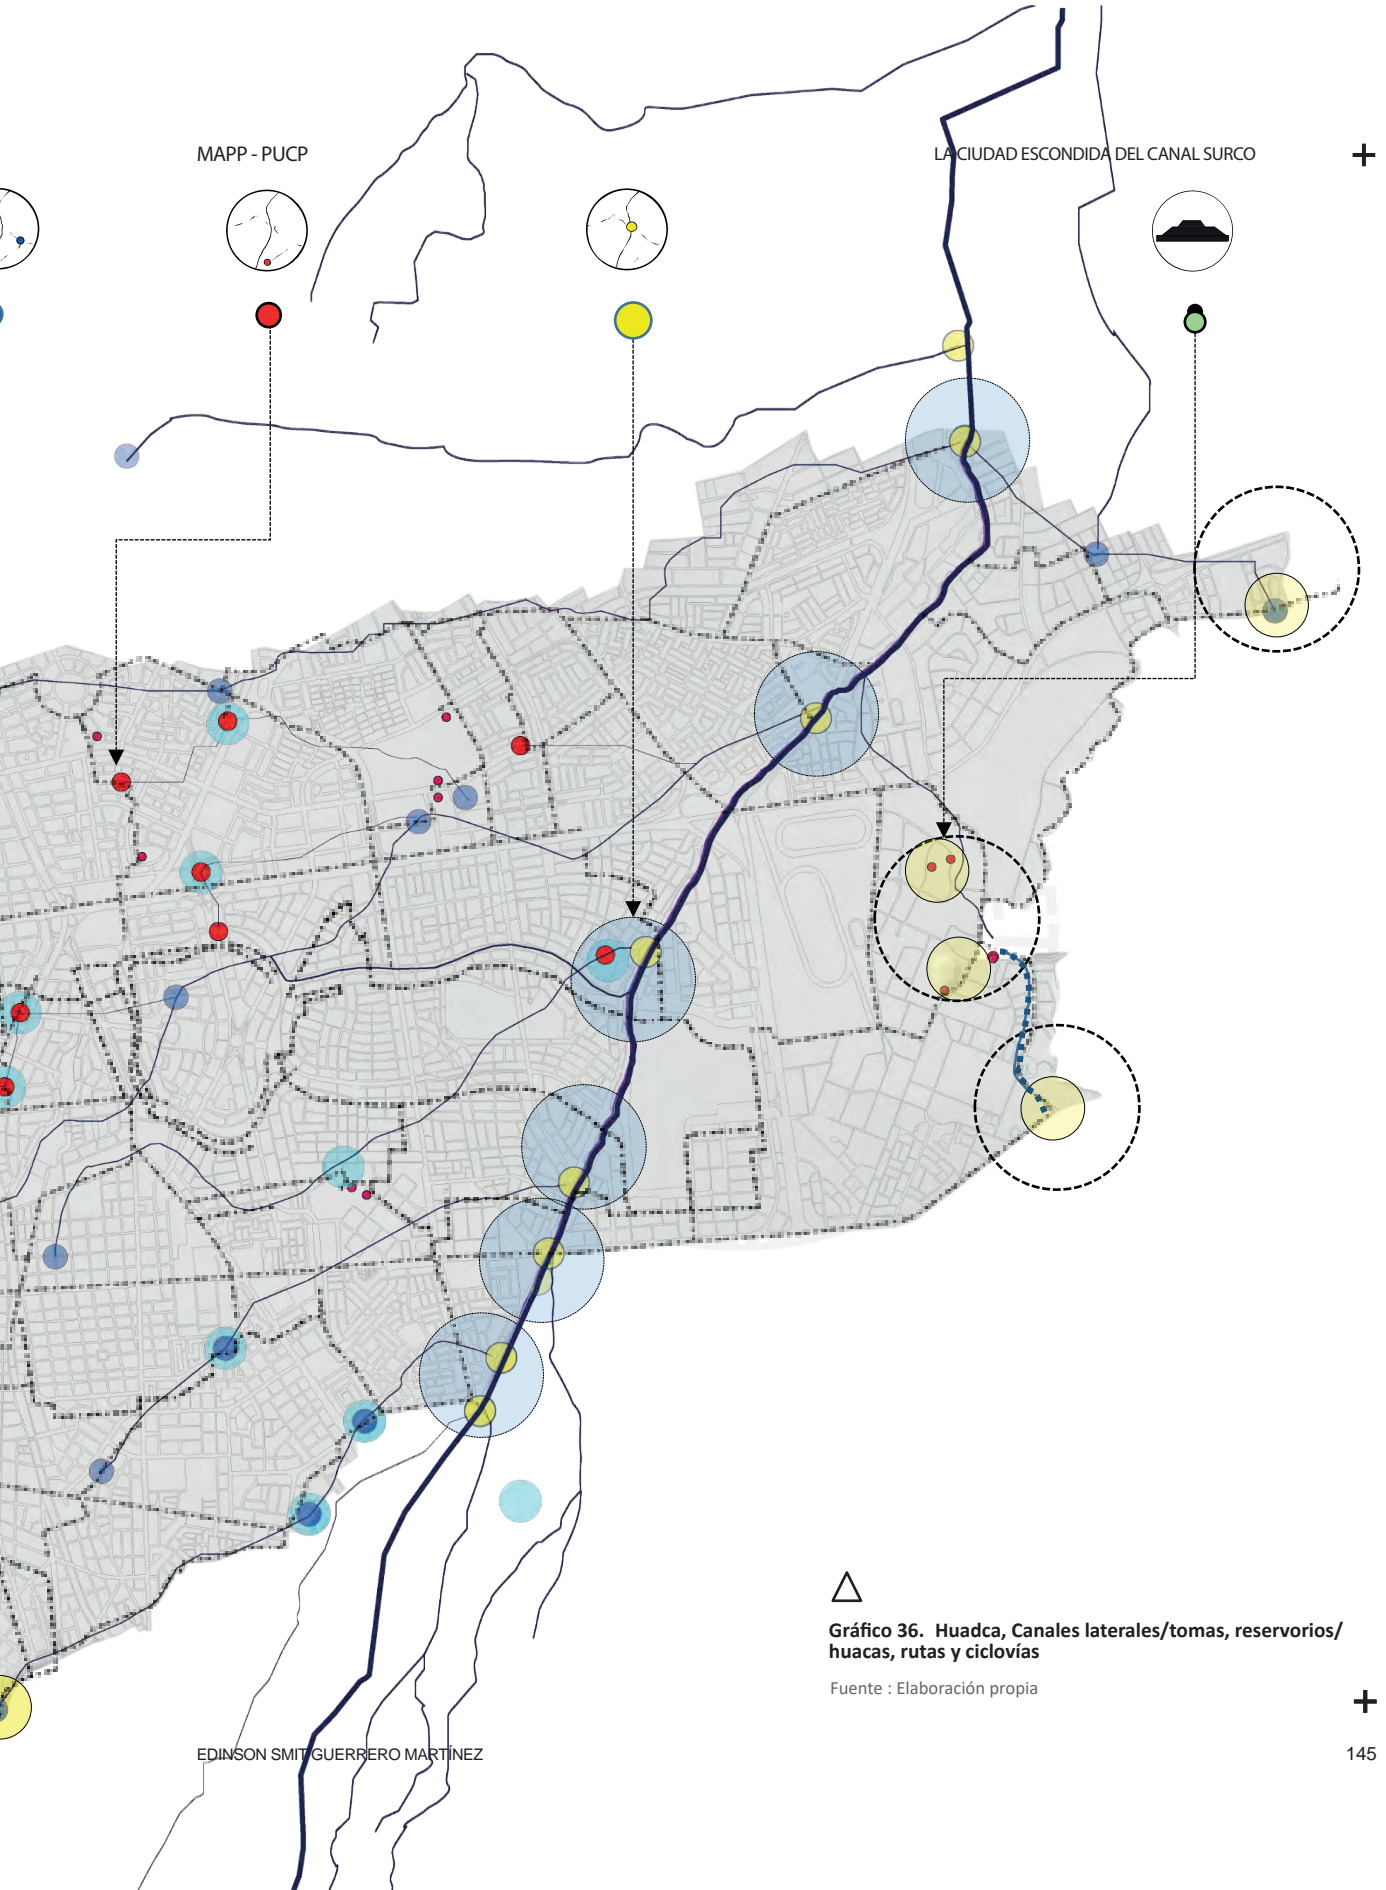 MAPP - PUCP
LA CIUDAD ESCONDIDA DEL CANAL SURCO
Gráfico 36. Huadca, Canales laterales/tomas, reservorios/
huacas, rutas y ciclovías
Fuente : Elaboración propia
EDINSON SMIT GUERRERO MARTÍNEZ
145